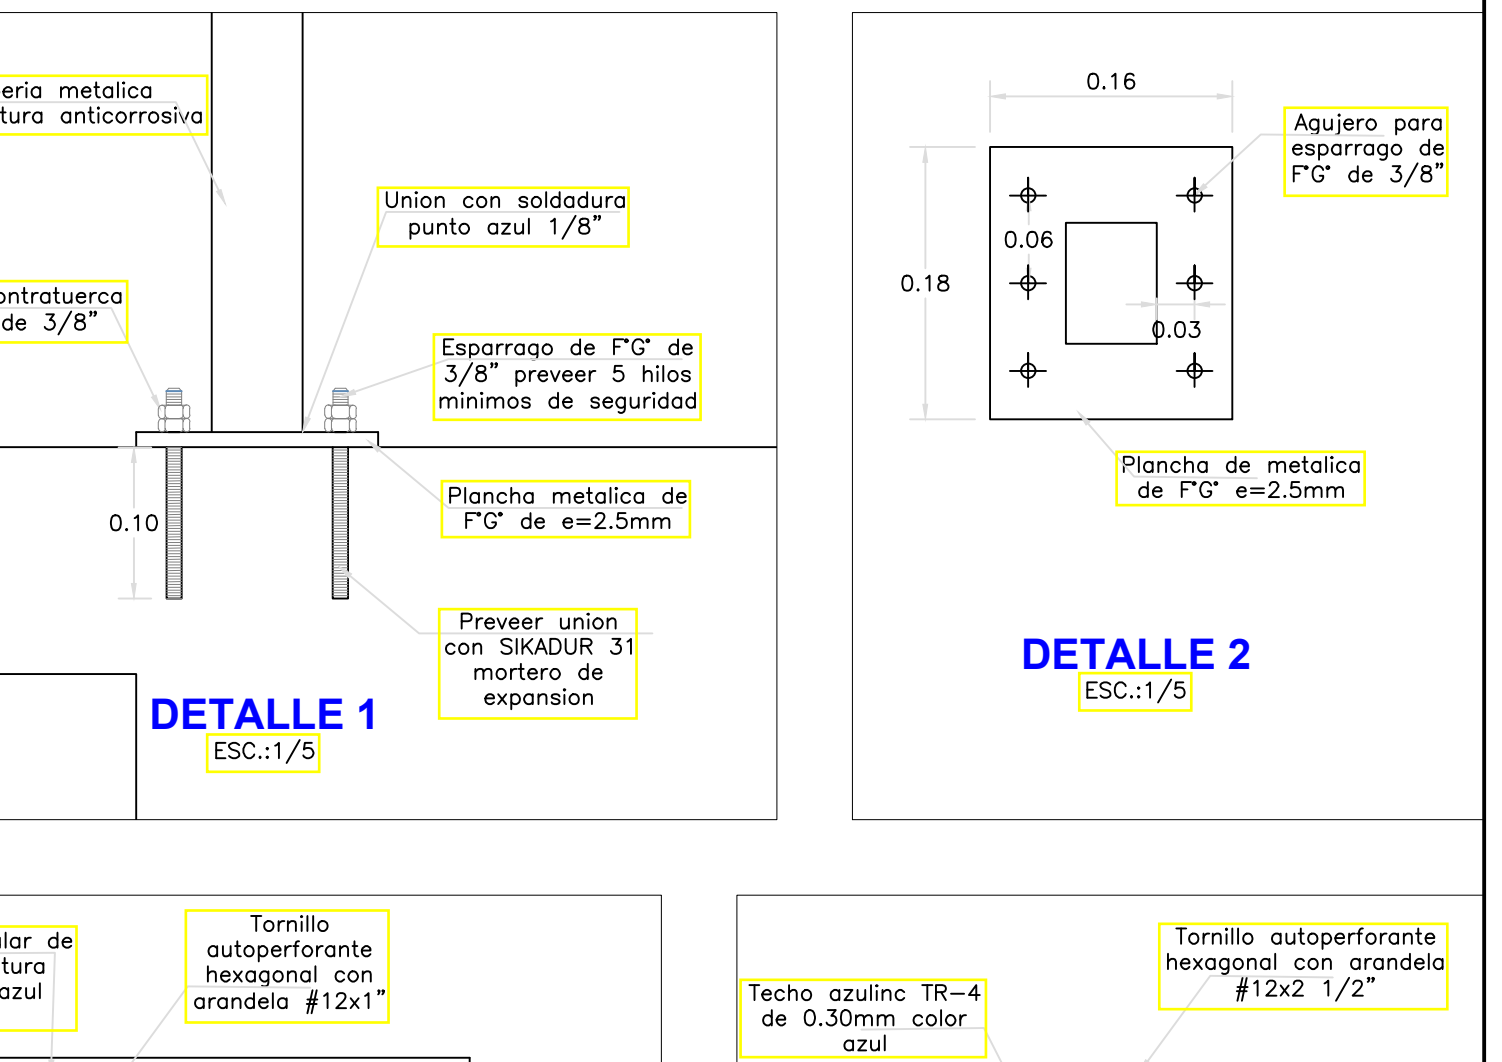 eria metalica
tura anticorrosiva
Union con soldadura
punto azul 1/8”
ontratuerca
de 3/8”
Esparrago de F°G° de
3/8” preveer 5 hilos
minimos de seguridad
Plancha metalica de
F°G° de e=2.5mm
0.10
Preveer union
con SIKADUR 31
mortero de
expansion
DETALLE 1
ESC.:1/5
0.16
Agujero para
esparrago de
F°G° de 3/8”
0.06
0.18
0.03
Plancha de metalica
de F°G° e=2.5mm
DETALLE 2
ESC.:1/5
lar de
tura
azul
Tornillo
autoperforante
hexagonal con
arandela #12x1”
Techo azulinc TR-4
de 0.30mm color
azul
Tornillo autoperforante
hexagonal con arandela
#12x2 1/2”